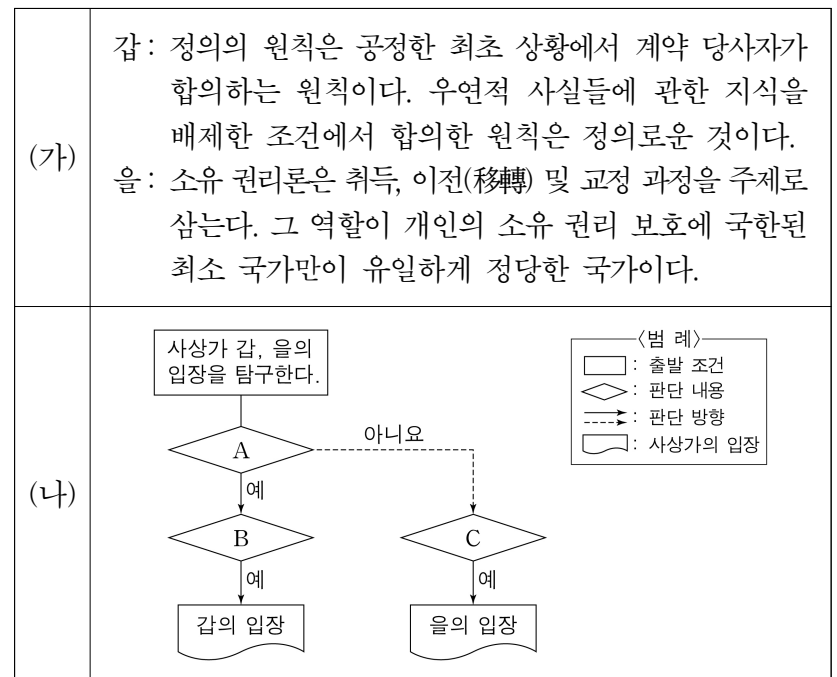 (가)
갑: 정의의 원칙은 공정한 최초 상황에서 계약 당사자가
합의하는 원칙이다. 우연적 사실들에 관한 지식을
배제한 조건에서 합의한 원칙은 정의로운 것이다.
을: 소유 권리론은 취득, 이전(移轉) 및 교정 과정을 주제로
삼는다. 그 역할이 개인의 소유 권리 보호에 국한된
최소 국가만이 유일하게 정당한 국가이다.
(나)
사상가 갑, 을의
입장을 탐구한다.
<범 례>
: 출발 조건
: 판단 내용
: 판단 방향
: 사상가의 입장
A
아니요
예
B
C
예
예
갑의 입장
을의 입장